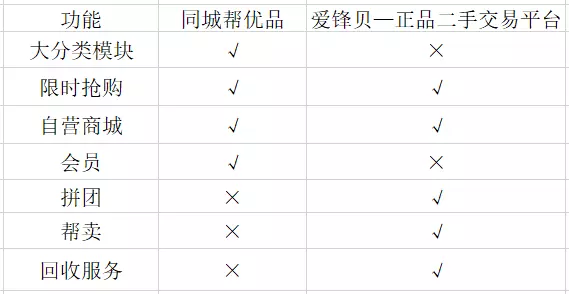 功能 同城帮优品 爱锋贝—正品二手交易平台
大分类模块 √ ×
限时抢购 √ √
自营商城 √ √
会员 √ ×
拼团 × √
帮卖 × √
回收服务 × √